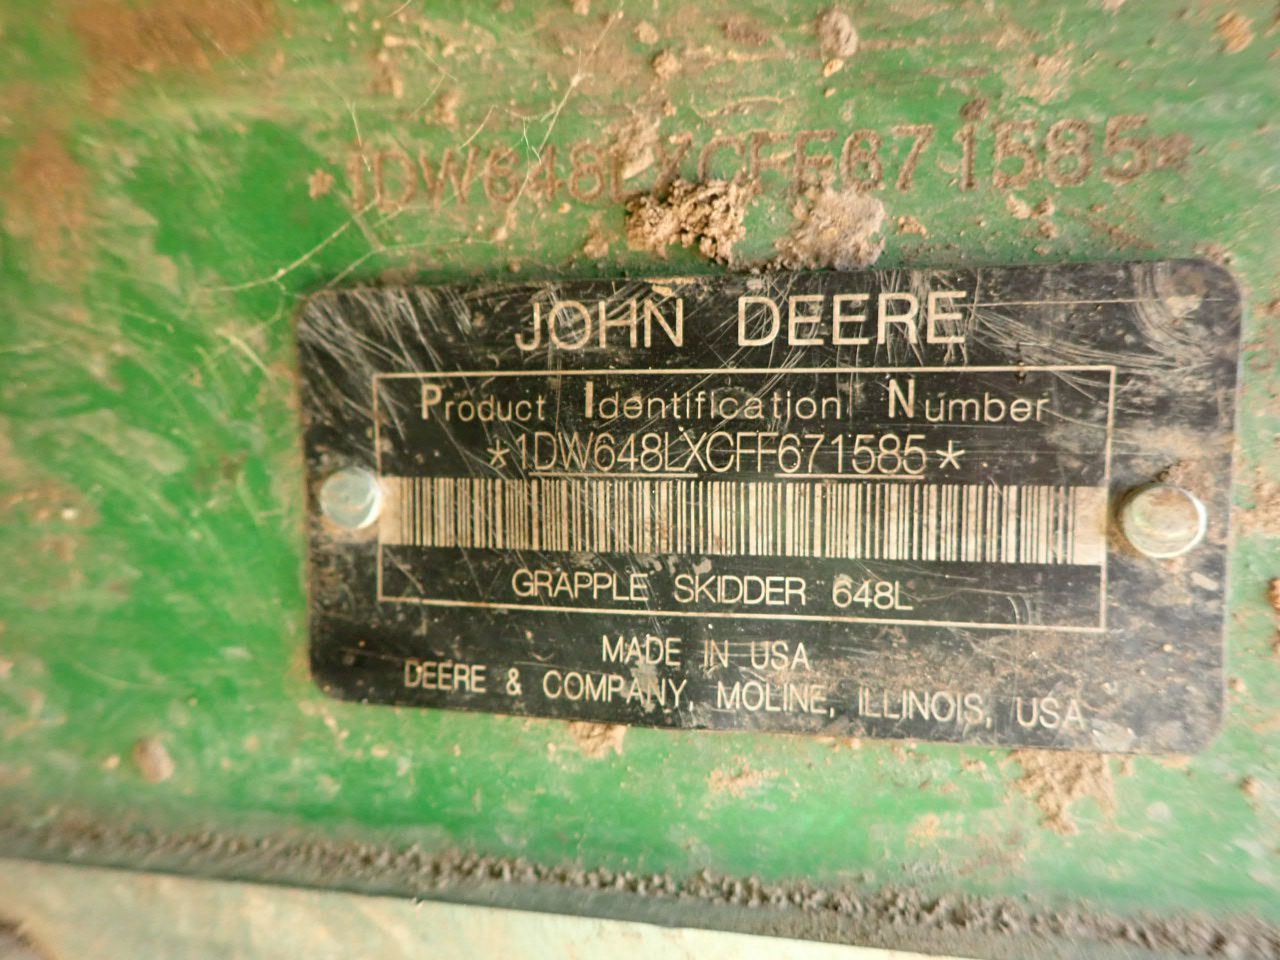 *1DW648LXCFF671585*
JOHN DEERE
Product Identification Number
*1DW648LXCFF671585*
GRAPPLE SKIDDER 648L
MADE IN USA
DEERE & COMPANY, MOLINE, ILLINOIS, USA